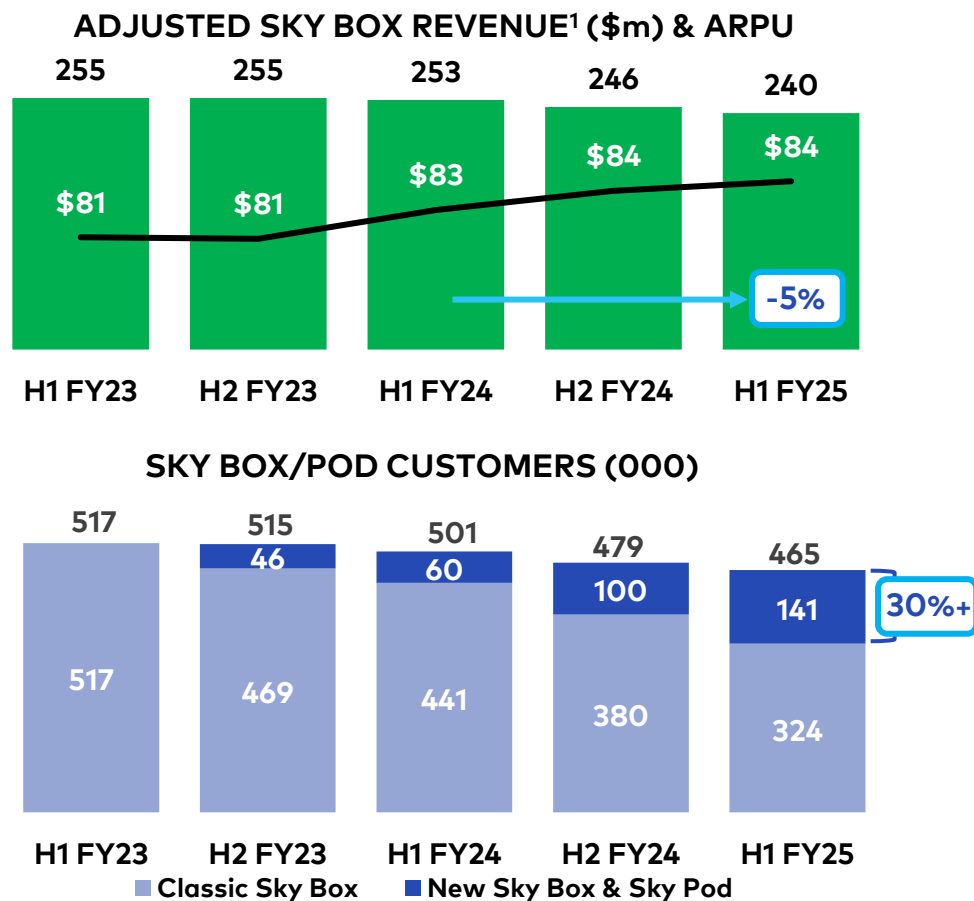 ADJUSTED SKY BOX REVENUE¹ ($m) & ARPU
255 255 253 246 240
$81 $81 $83 $84 $84
-5%
H1 FY23 H2 FY23 H1 FY24 H2 FY24 H1 FY25
SKY BOX/POD CUSTOMERS (000)
517 515 501 479 465
46 60 100 141 30%+
517 469 441 380 324
H1 FY23 H2 FY23 H1 FY24 H2 FY24 H1 FY25
Classic Sky Box New Sky Box & Sky Pod